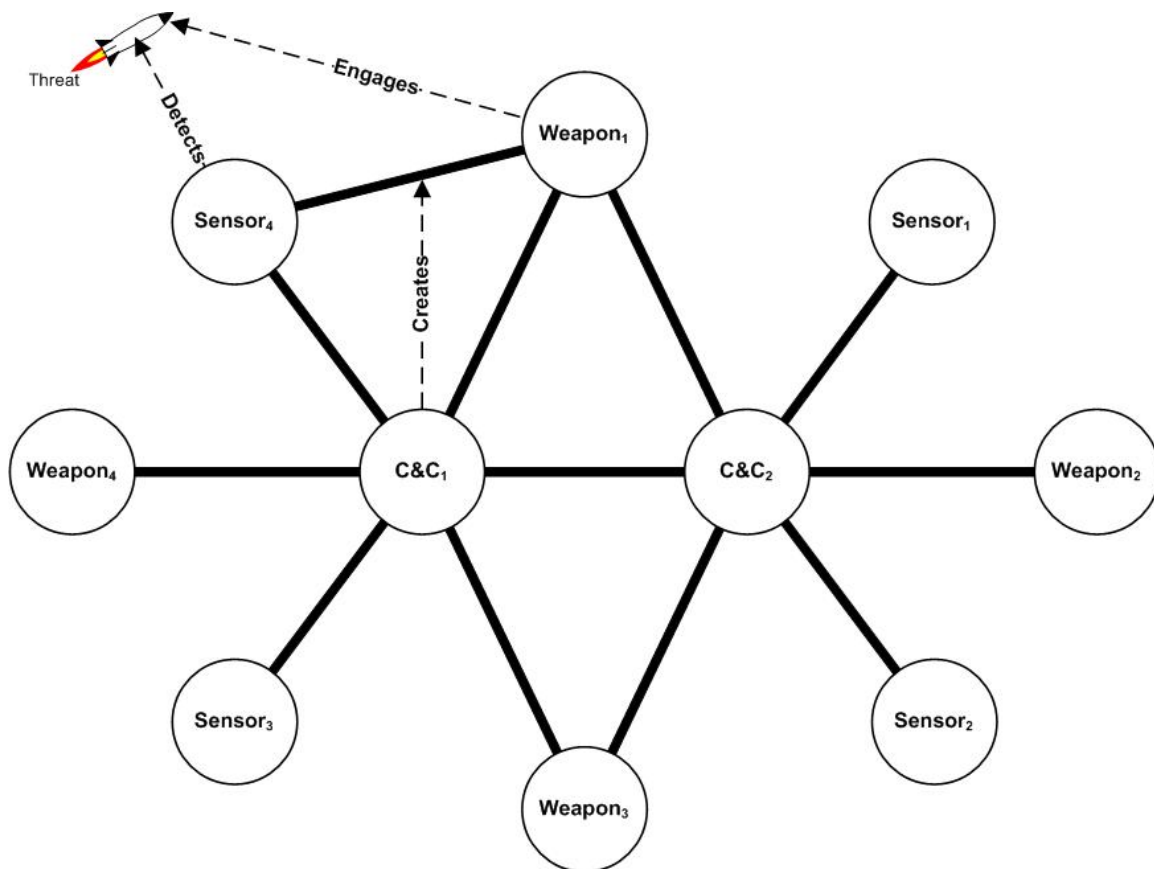 Threat
Engages
Detects
Weapon₁
Sensor₄
Sensor₁
Creates
Weapon₄
C&C₁
C&C₂
Weapon₂
Sensor₃
Sensor₂
Weapon₃